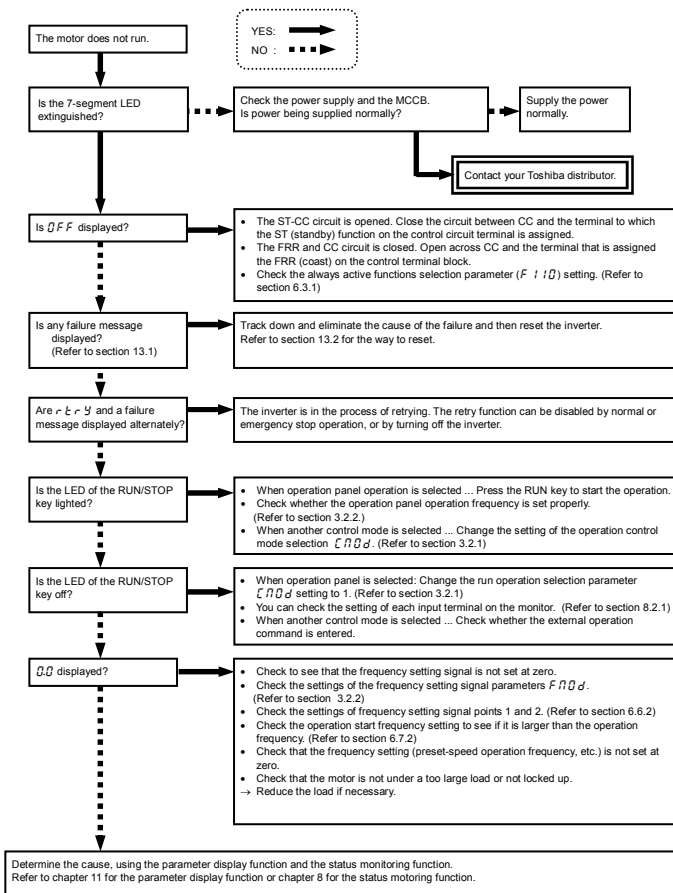 The motor does not run.
YES:
NO :
Is the 7-segment LED
extinguished?
Check the power supply and the MCCB.
Is power being supplied normally?
Supply the power
normally.
Contact your Toshiba distributor.
Is OFF displayed?
• The ST-CC circuit is opened. Close the circuit between CC and the terminal to which
the ST (standby) function on the control circuit terminal is assigned.
• The FRR and CC circuit is closed. Open across CC and the terminal that is assigned
the FRR (coast) on the control terminal block.
• Check the always active functions selection parameter (F110) setting. (Refer to
section 6.3.1)
Is any failure message
displayed?
(Refer to section 13.1)
Track down and eliminate the cause of the failure and then reset the inverter.
Refer to section 13.2 for the way to reset.
Are rtrY and a failure
message displayed alternately?
The inverter is in the process of retrying. The retry function can be disabled by normal or
emergency stop operation, or by turning off the inverter.
Is the LED of the RUN/STOP
key lighted?
• When operation panel operation is selected ... Press the RUN key to start the operation.
• Check whether the operation panel operation frequency is set properly.
(Refer to section 3.2.2.)
• When another control mode is selected ... Change the setting of the operation control
mode selection CMOd. (Refer to section 3.2.1)
Is the LED of the RUN/STOP
key off?
• When operation panel is selected: Change the run operation selection parameter
CMOd setting to 1. (Refer to section 3.2.1)
• You can check the setting of each input terminal on the monitor. (Refer to section 8.2.1)
• When another control mode is selected ... Check whether the external operation
command is entered.
0.0 displayed?
• Check to see that the frequency setting signal is not set at zero.
• Check the settings of the frequency setting signal parameters FMOd.
(Refer to section 3.2.2)
• Check the settings of frequency setting signal points 1 and 2. (Refer to section 6.6.2)
• Check the operation start frequency setting to see if it is larger than the operation
frequency. (Refer to section 6.7.2)
• Check that the frequency setting (preset-speed operation frequency, etc.) is not set at
zero.
• Check that the motor is not under a too large load or not locked up.
→ Reduce the load if necessary.
Determine the cause, using the parameter display function and the status monitoring function.
Refer to chapter 11 for the parameter display function or chapter 8 for the status motoring function.